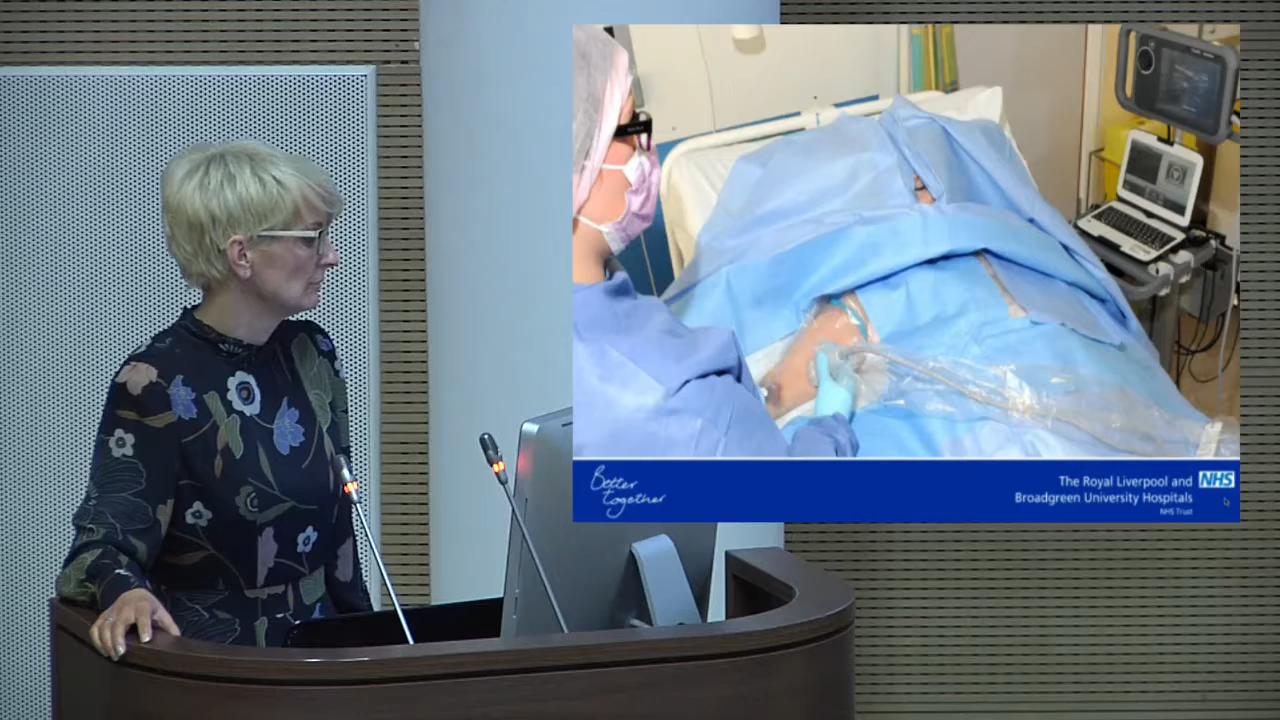 Better
together
The Royal Liverpool and
Broadgreen University Hospitals
NHS Trust
NHS